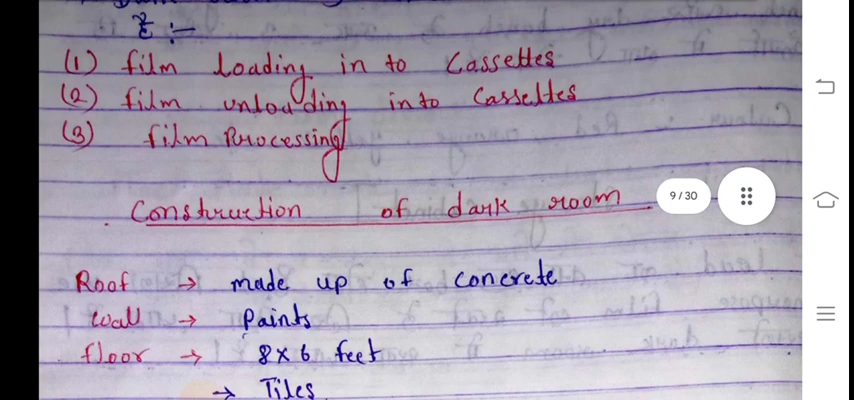 है :-
(1) film loading in to Cassettes
(2) film unloading into Cassettes
(3) film Processing
Construction of dark room
9 / 30
Roof → made up of concrete
Wall → Paints
floor → 8×6 feet
→ Tiles